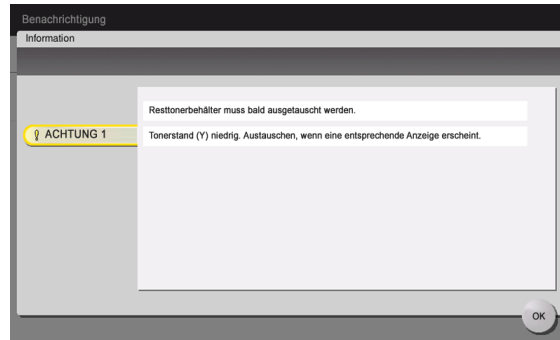 Benachrichtigung
Information
Resttonerbehälter muss bald ausgetauscht werden.
ACHTUNG 1
Tonerstand (Y) niedrig. Austauschen, wenn eine entsprechende Anzeige erscheint.
OK